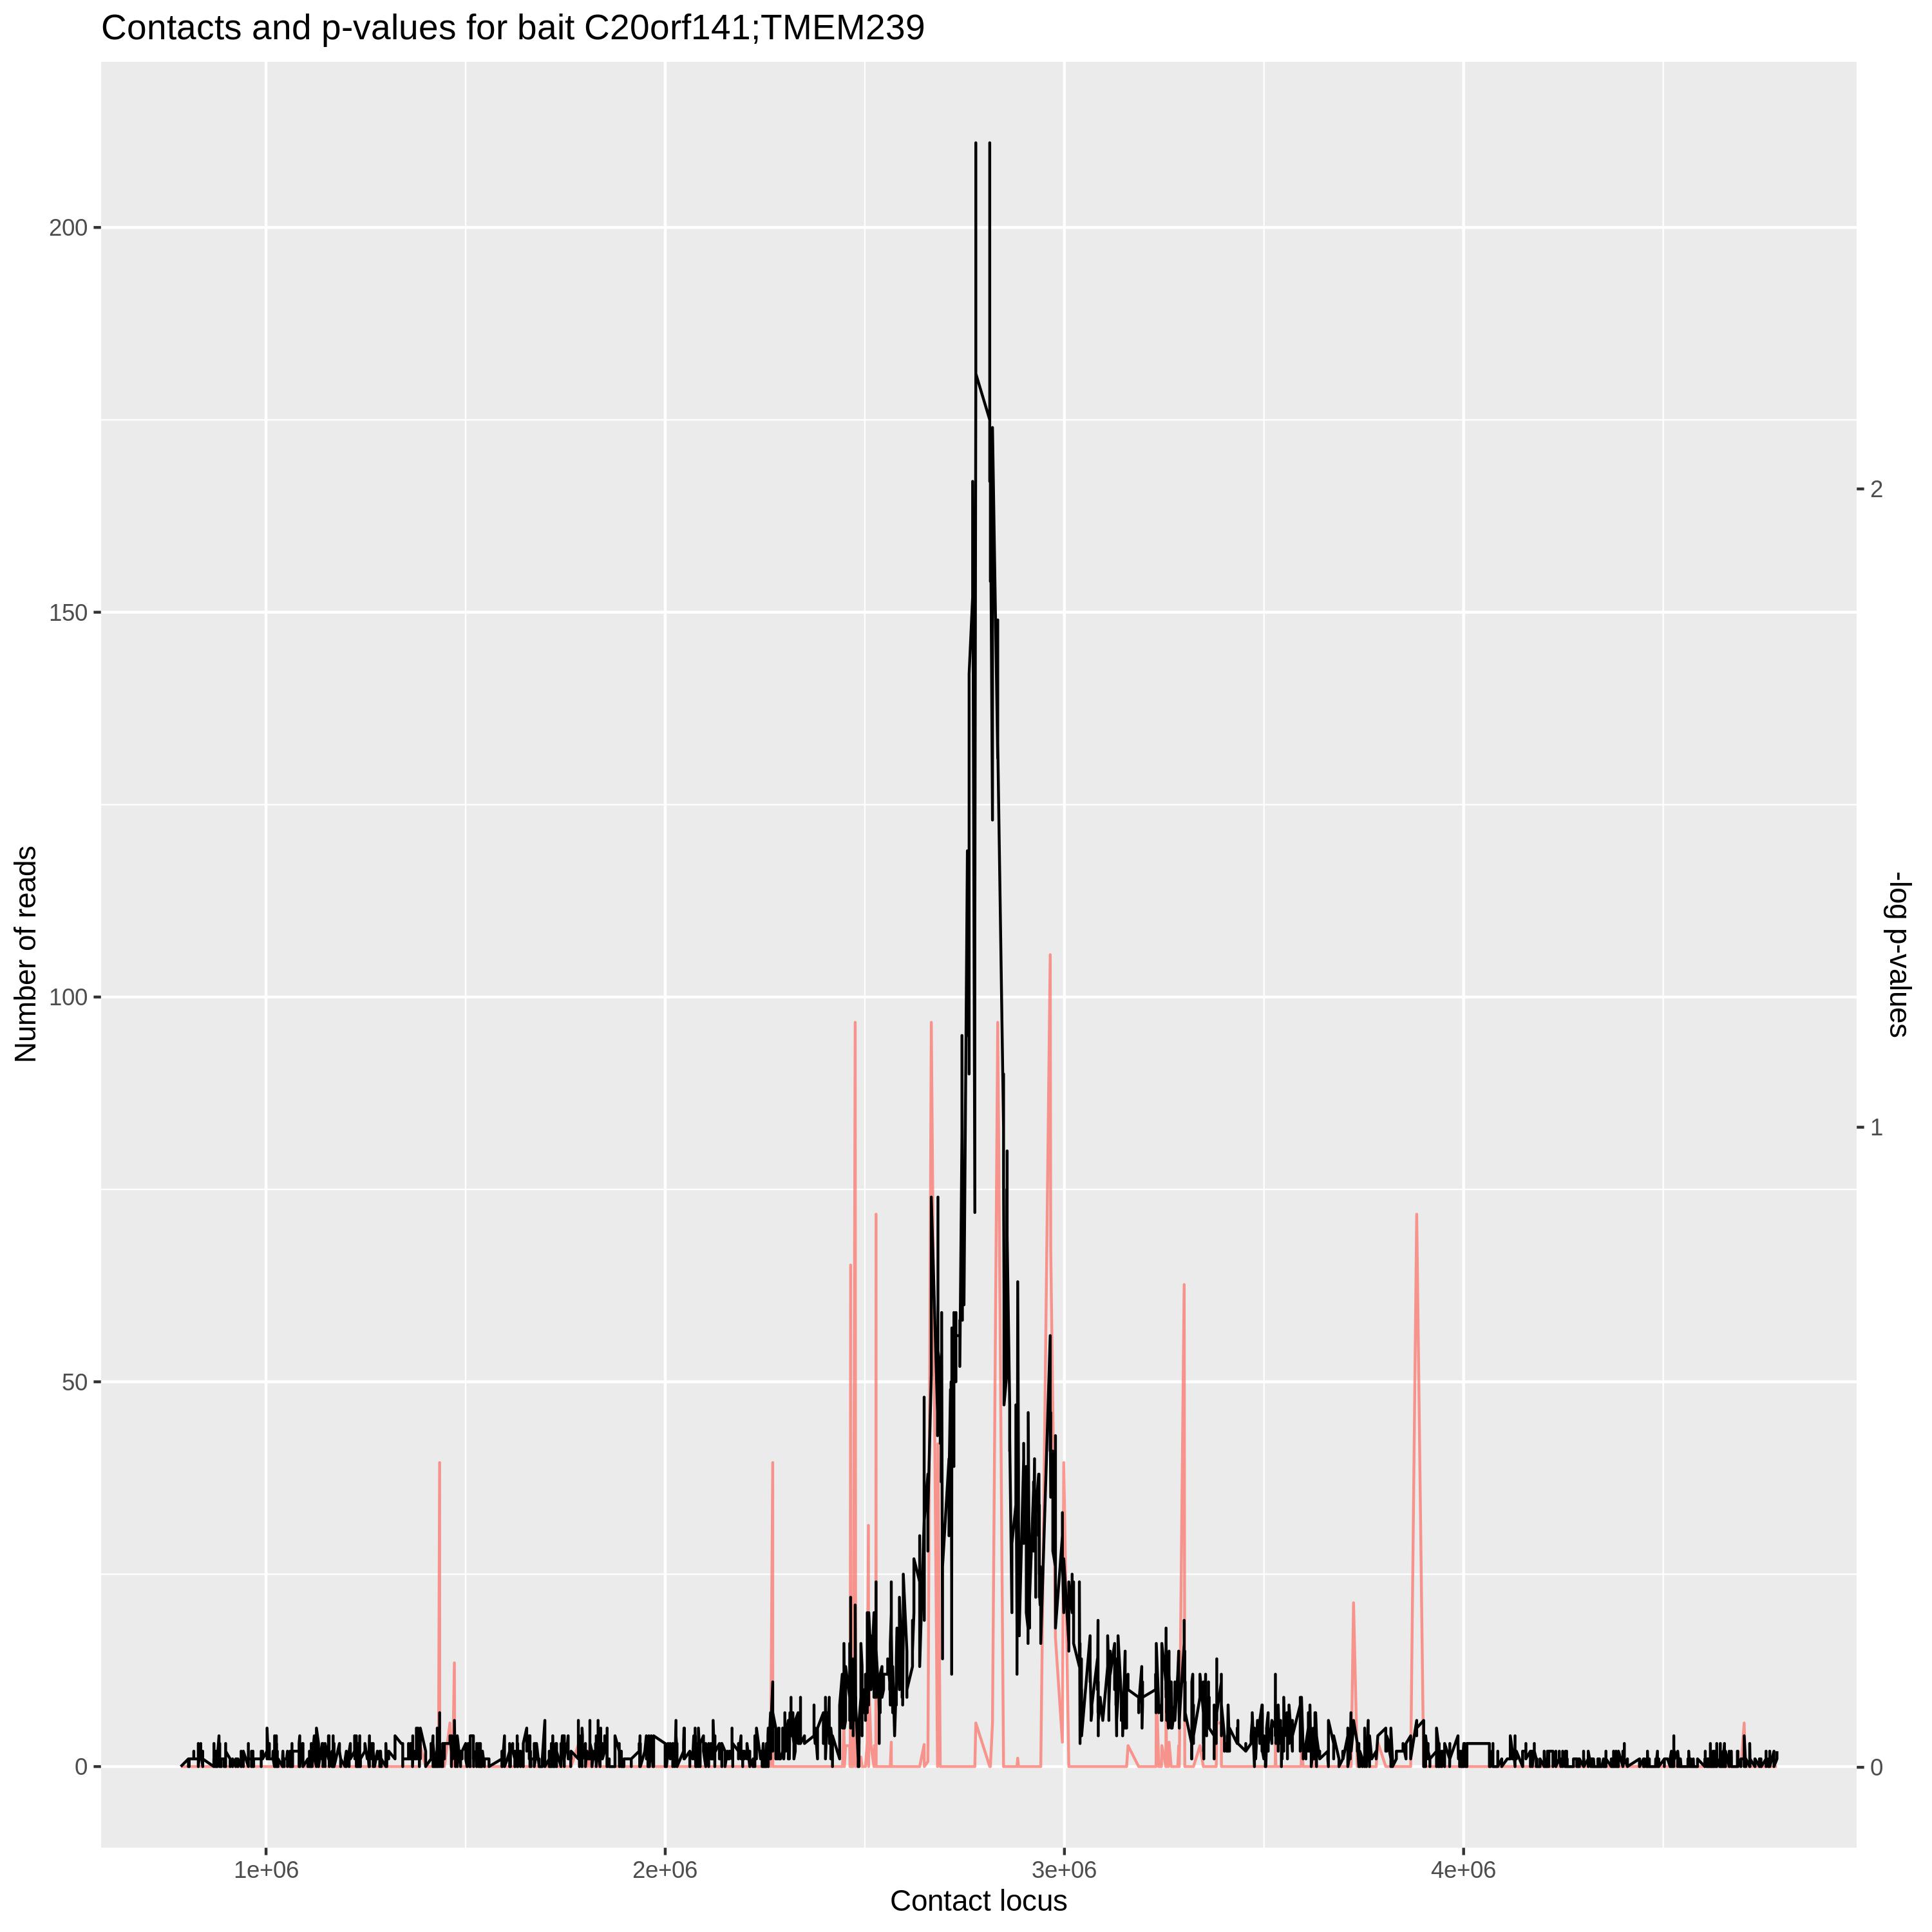 Contacts and p-values for bait C20orf141;TMEM239
200
150
100
50
0
Number of reads
2
1
0
-log p-values
1e+06
2e+06
3e+06
4e+06
Contact locus